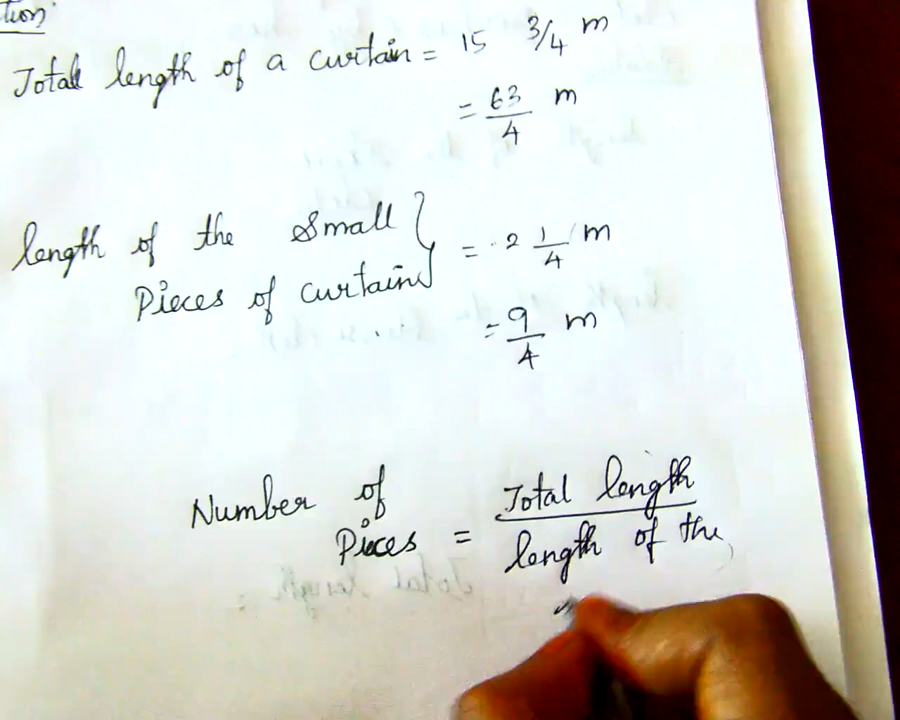 tion
Total length of a curtain = 15 3/4 m
= 63/4 m
length of the Small } = 2 1/4 m
Pieces of curtain
= 9/4 m
Number of Pieces = Total length / length of the